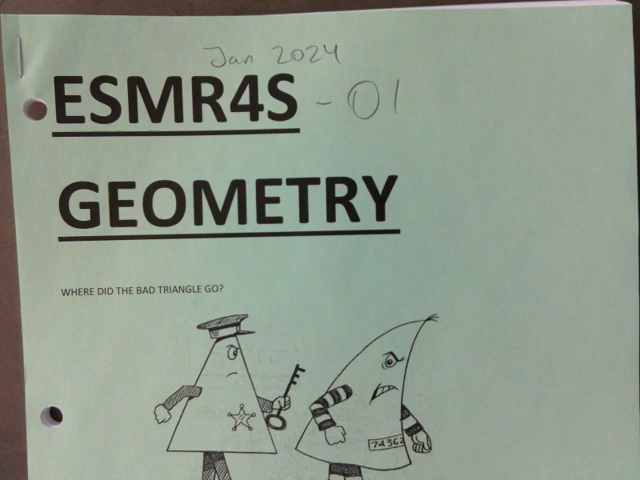 Jan 2024
ESMR4S - 01
GEOMETRY
WHERE DID THE BAD TRIANGLE GO?
74362